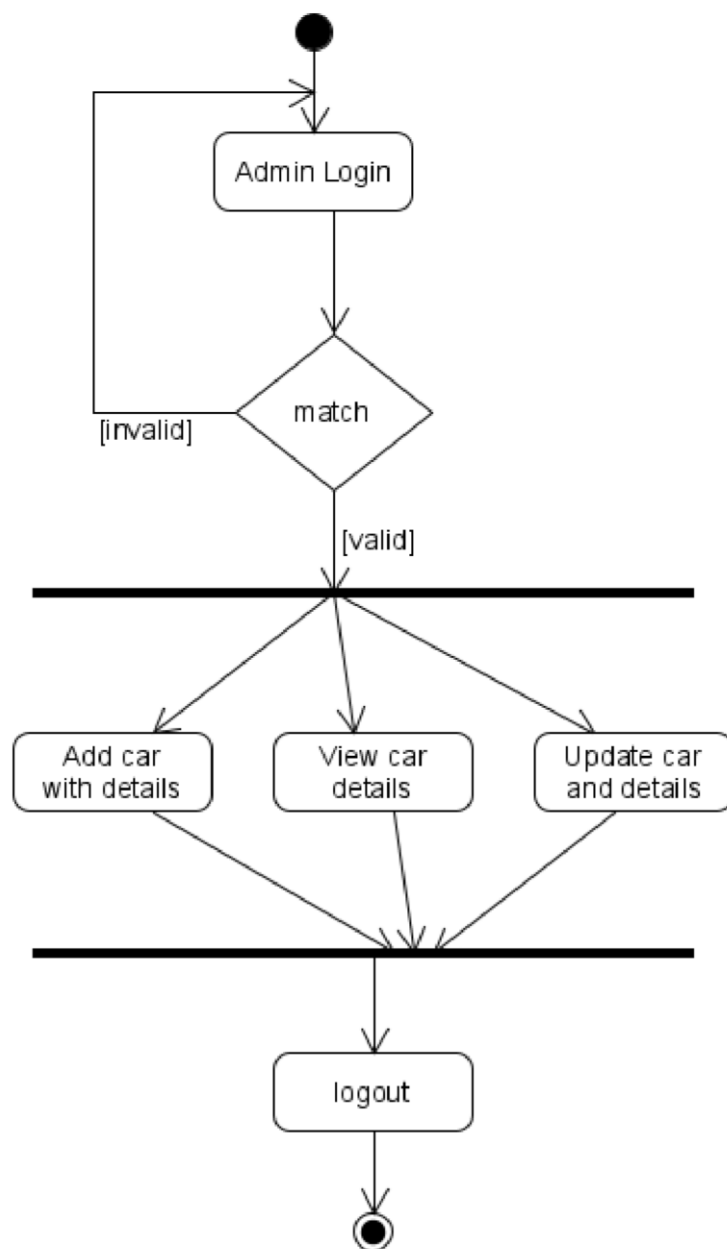 Admin Login
match
[invalid]
[valid]
Add car
with details
View car
details
Update car
and details
logout